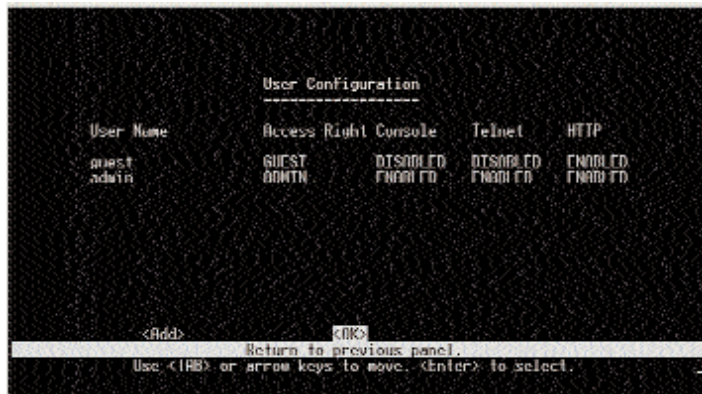 User Configuration
------------------
User Name Access Right Console Telnet HTTP
guest GUEST DISABLED DISABLED ENABLED
admin ADMIN ENABLED ENABLED ENABLED
<Add> <OK>
Return to previous panel.
Use <TAB> or arrow keys to move. <Enter> to select.